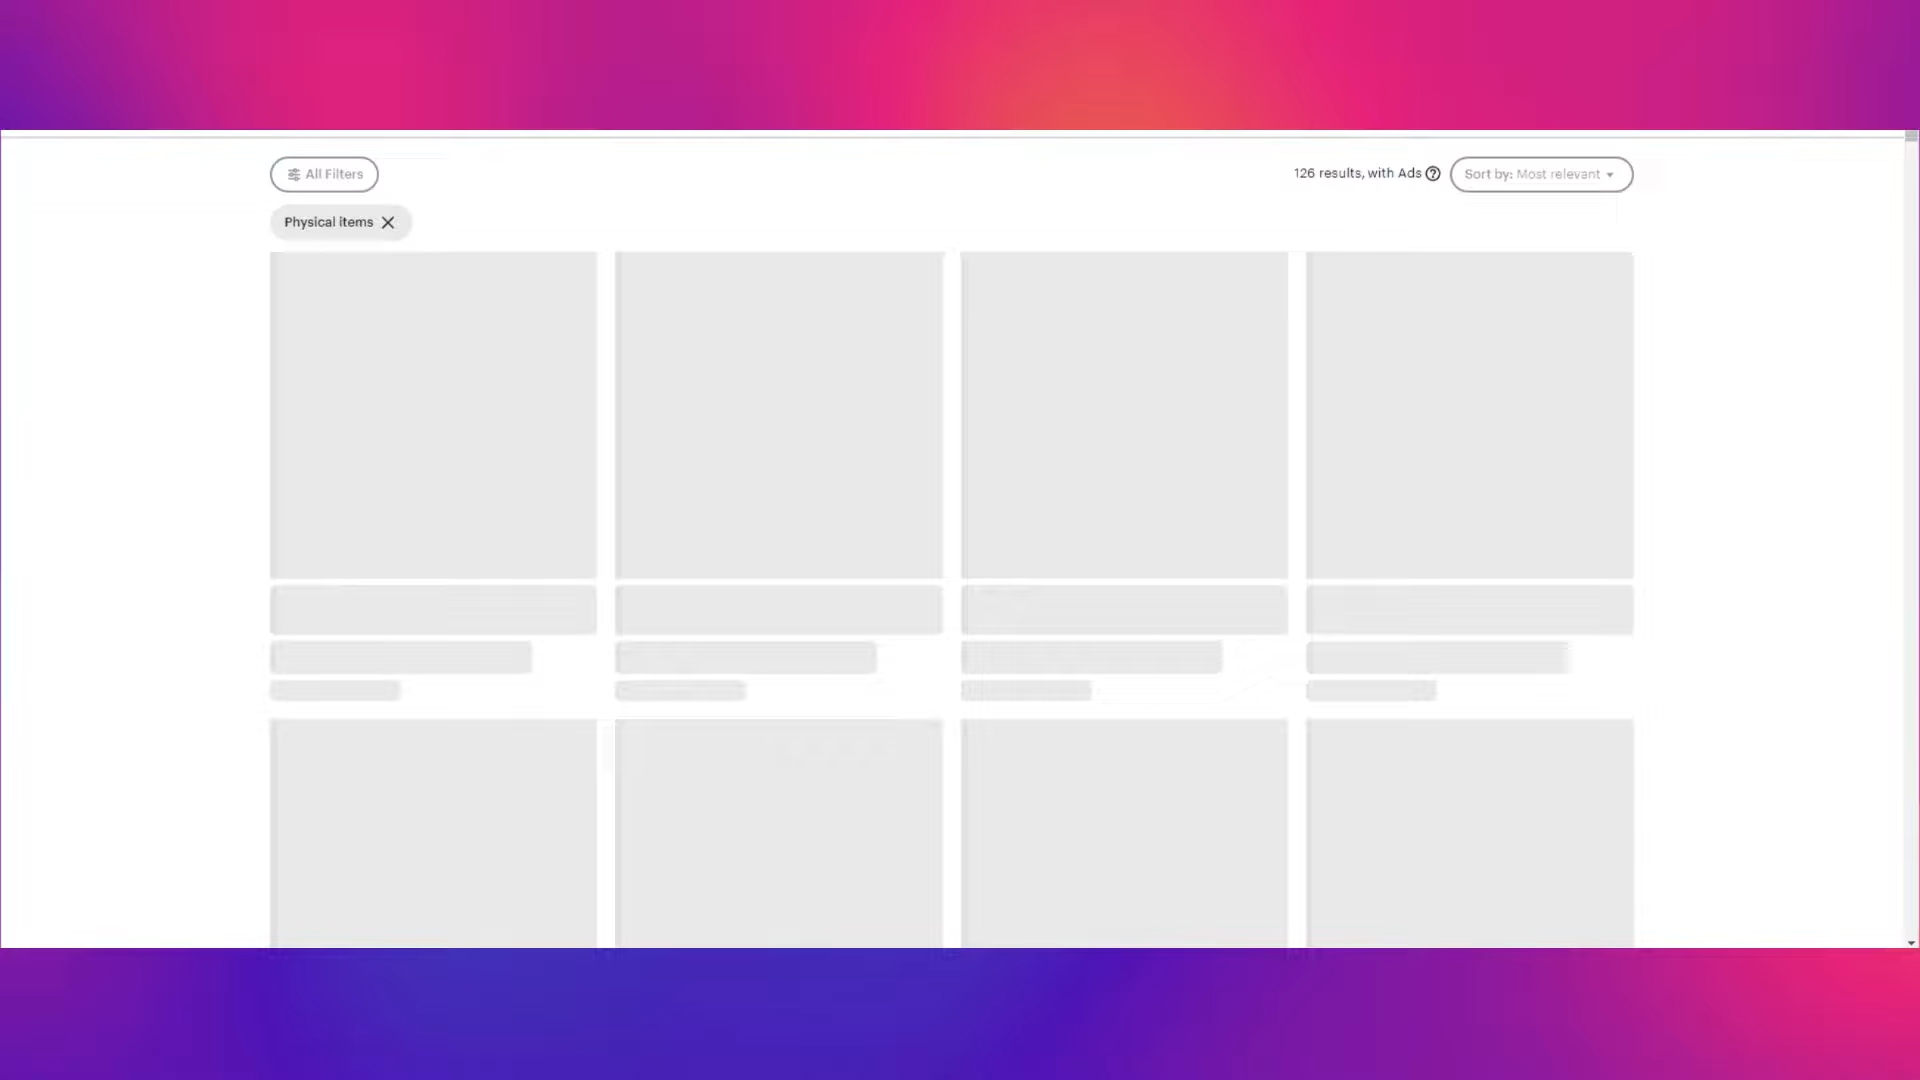 All Filters
126 results, with Ads
Sort by: Most relevant
Physical items